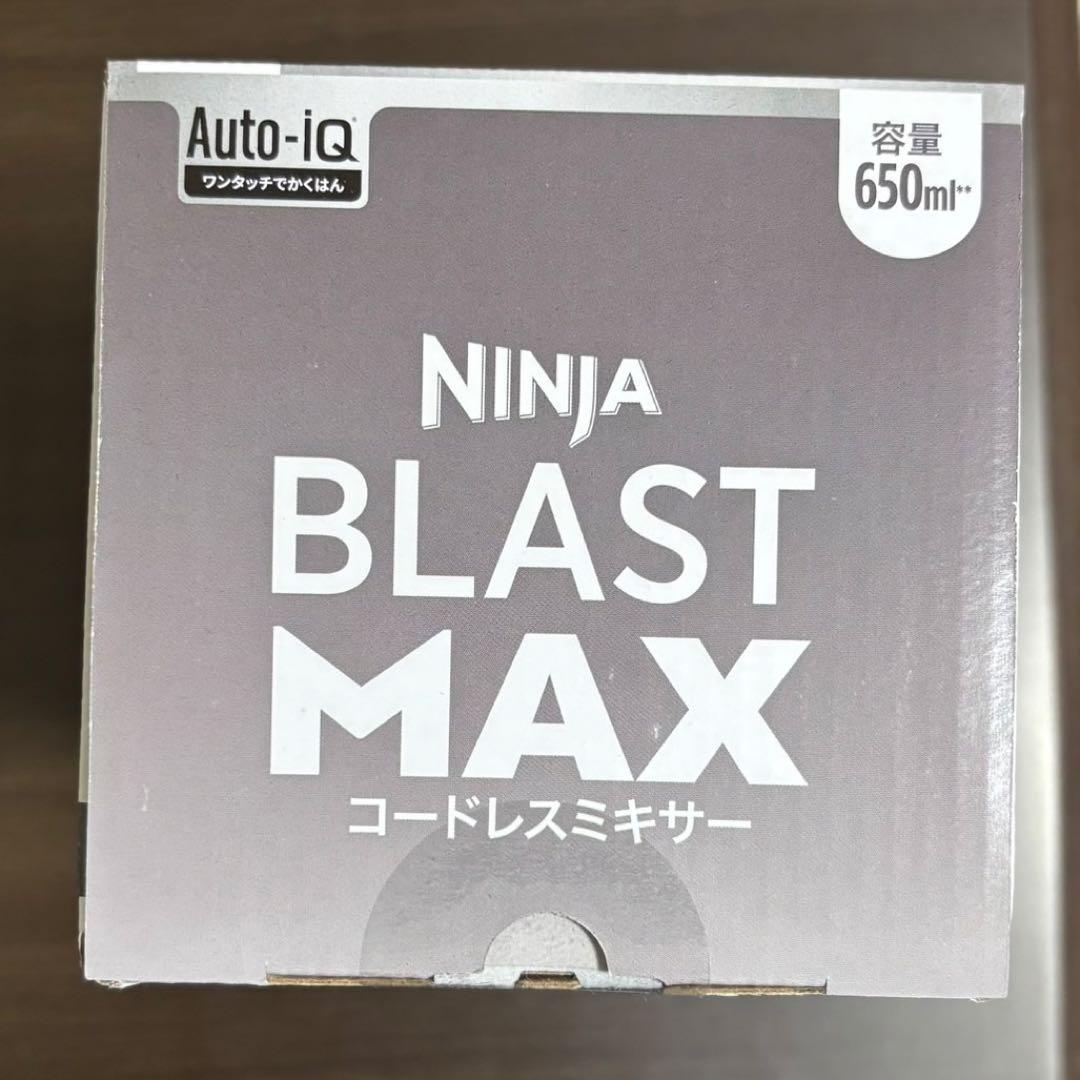 Auto-iQ®
ワンタッチでかくはん
容量
650ml**
NINJA
BLAST
MAX
コードレスミキサー